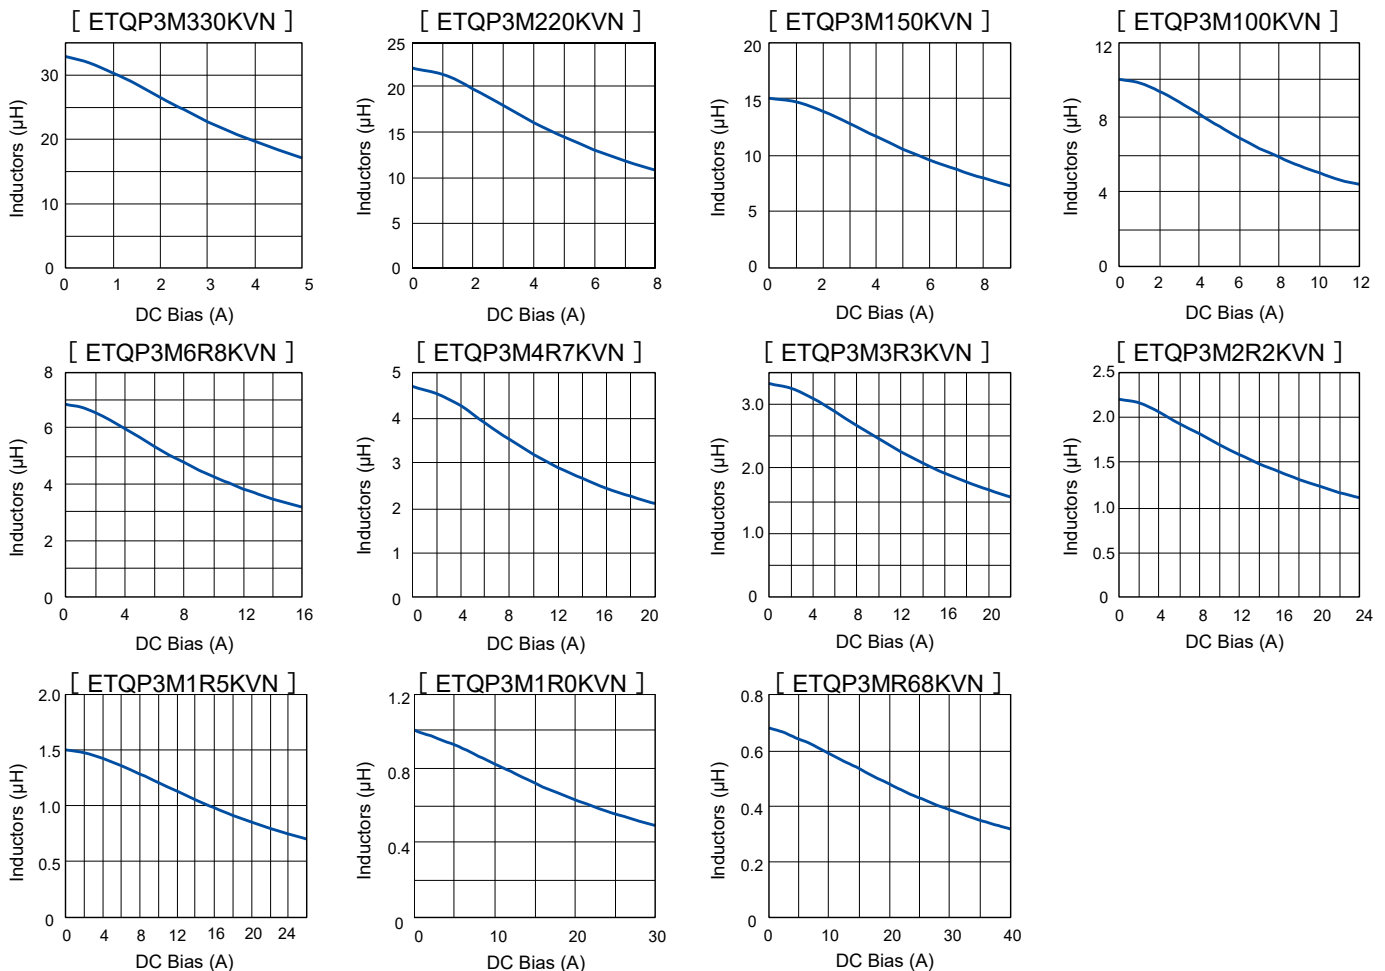 [ ETQP3M330KVN ]
30
20
10
0
0 1 2 3 4 5
Inductors (µH)
DC Bias (A)
[ ETQP3M220KVN ]
25
20
15
10
5
0
0 2 4 6 8
Inductors (µH)
DC Bias (A)
[ ETQP3M150KVN ]
20
15
10
5
0
0 2 4 6 8
Inductors (µH)
DC Bias (A)
[ ETQP3M100KVN ]
12
8
4
0
0 2 4 6 8 10 12
Inductors (µH)
DC Bias (A)
[ ETQP3M6R8KVN ]
8
6
4
2
0
0 4 8 12 16
Inductors (µH)
DC Bias (A)
[ ETQP3M4R7KVN ]
5
4
3
2
1
0
0 4 8 12 16 20
Inductors (µH)
DC Bias (A)
[ ETQP3M3R3KVN ]
3.0
2.0
1.0
0
0 4 8 12 16 20
Inductors (µH)
DC Bias (A)
[ ETQP3M2R2KVN ]
2.5
2.0
1.5
1.0
0.5
0
0 4 8 12 16 20 24
Inductors (µH)
DC Bias (A)
[ ETQP3M1R5KVN ]
2.0
1.5
1.0
0.5
0
0 4 8 12 16 20 24
Inductors (µH)
DC Bias (A)
[ ETQP3M1R0KVN ]
1.2
0.8
0.4
0
0 10 20 30
Inductors (µH)
DC Bias (A)
[ ETQP3MR68KVN ]
0.8
0.6
0.4
0.2
0
0 10 20 30 40
Inductors (µH)
DC Bias (A)